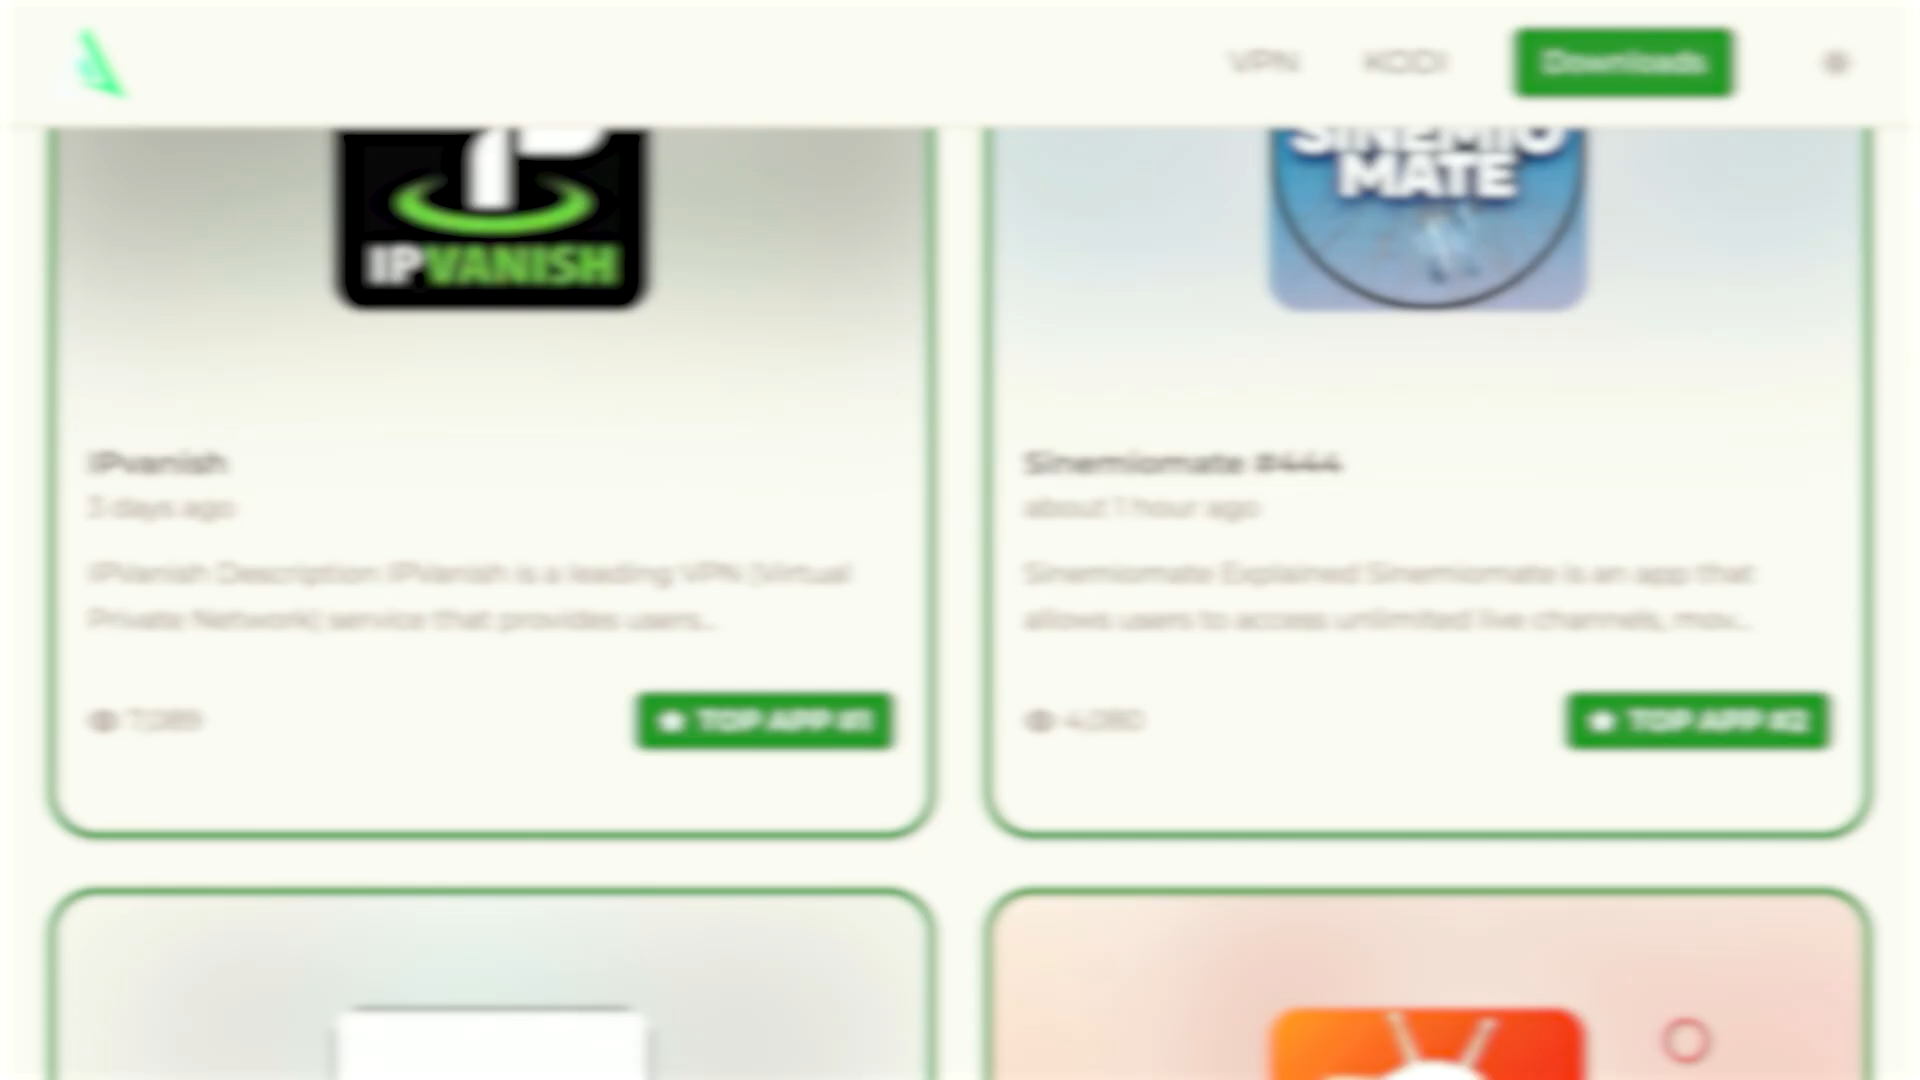 VPN
KODI
Downloads
IPVANISH
SINEMIO
MATE
IPvanish
3 days ago
IPVanish Description IPVanish is a leading VPN (Virtual
Private Network) service that provides users...
TOP APP #1
Sinemiomate #444
about 1 hour ago
Sinemiomate Explained Sinemiomate is an app that
allows users to access unlimited live channels, mov...
TOP APP #2